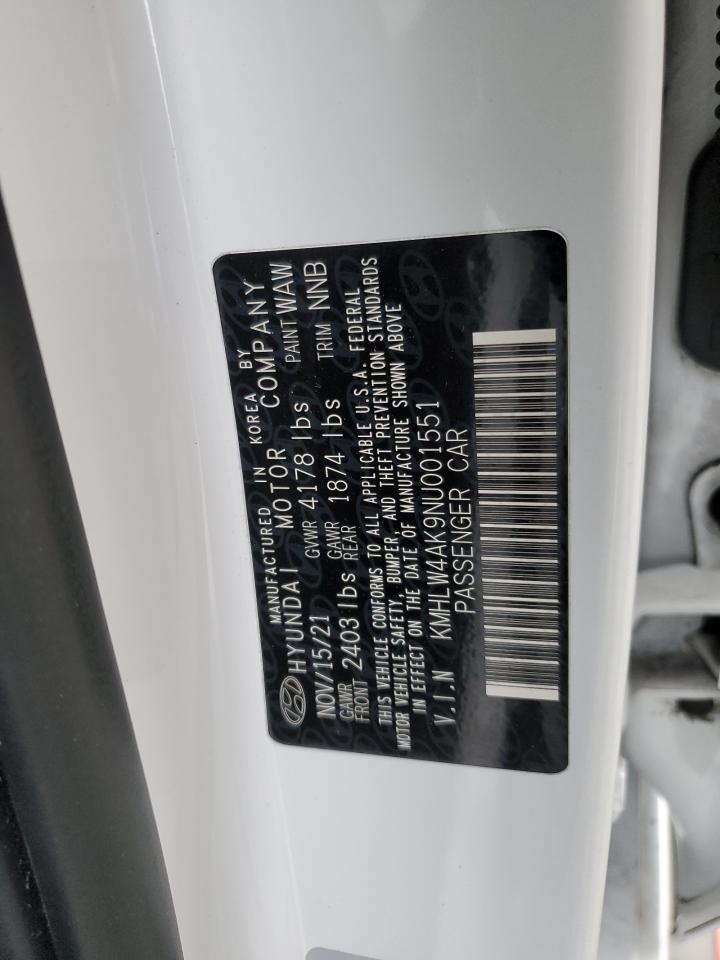 MANUFACTURED IN KOREA BY
HYUNDAI MOTOR COMPANY
NOV/15/21 GVWR 4178 lbs PAINT WAW
GAWR FRONT 2403 lbs GAWR REAR 1874 lbs TRIM NNB
THIS VEHICLE CONFORMS TO ALL APPLICABLE U.S.A. FEDERAL
MOTOR VEHICLE SAFETY, BUMPER, AND THEFT PREVENTION STANDARDS
IN EFFECT ON THE DATE OF MANUFACTURE SHOWN ABOVE
V.I.N KMHLW4AK9NU001551
PASSENGER CAR